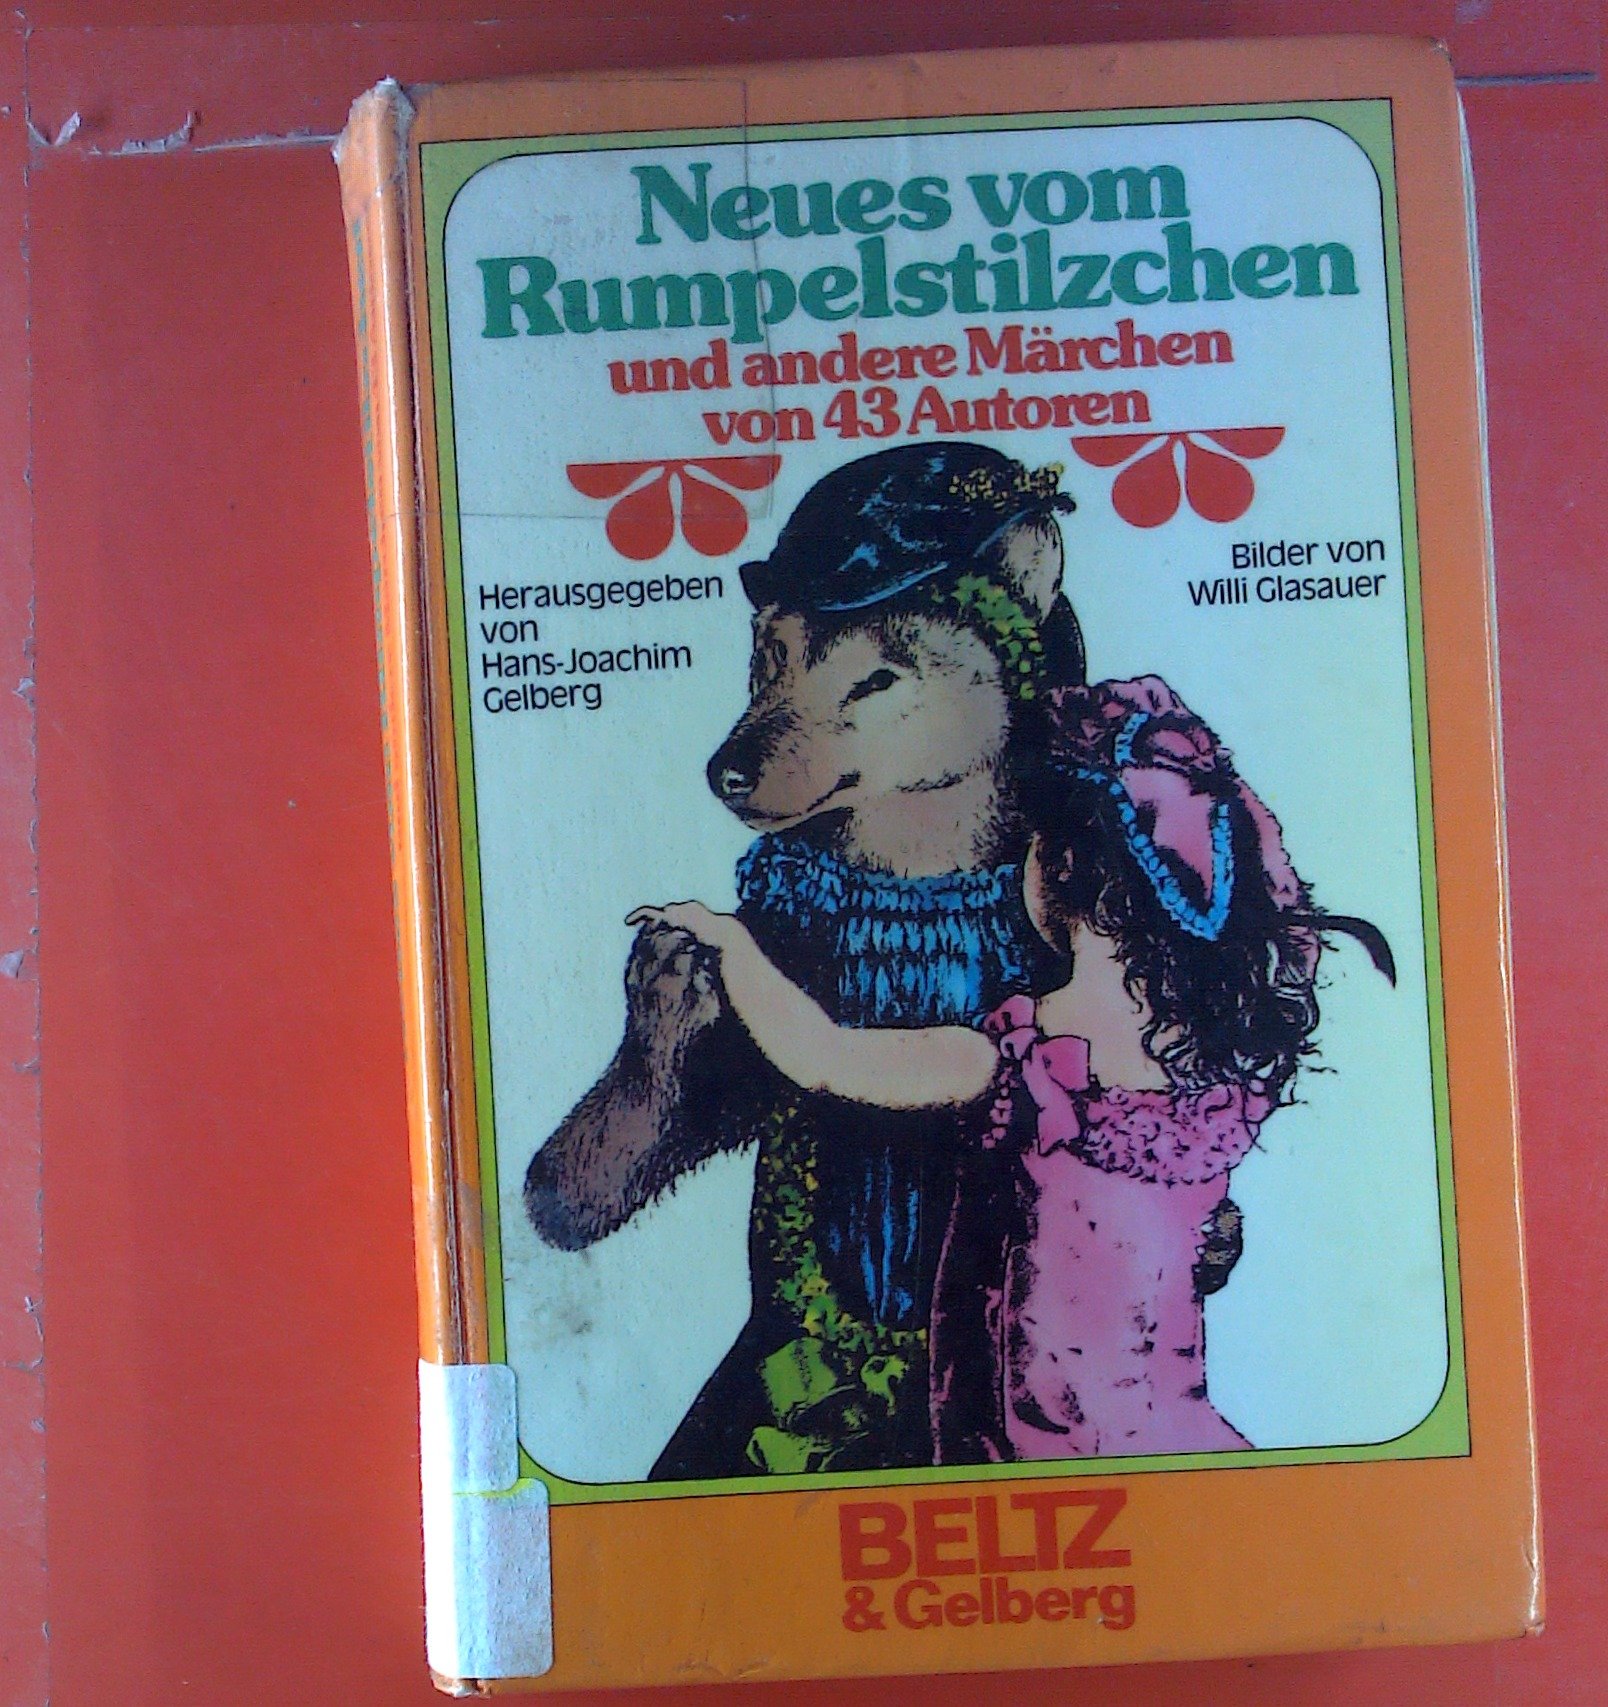 Neues vom
Rumpelstilzchen
und andere Märchen
von 43 Autoren
Herausgegeben
von
Hans-Joachim
Gelberg
Bilder von
Willi Glasauer
BELTZ
& Gelberg